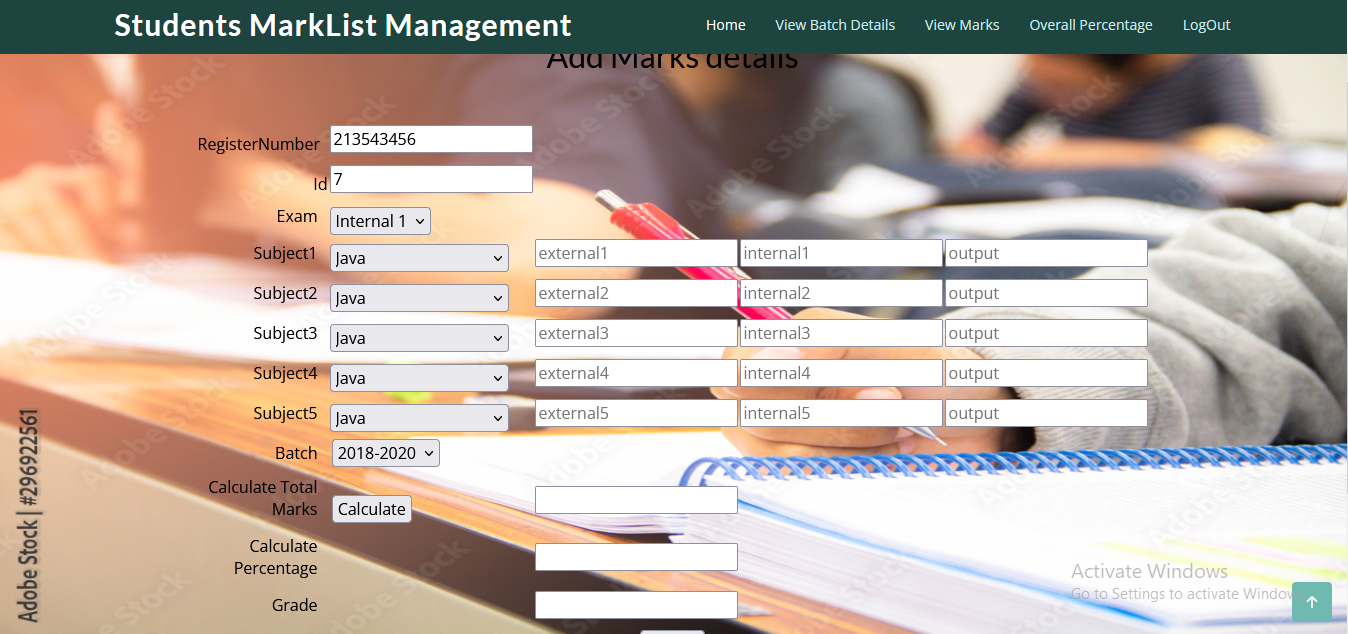 Students MarkList Management
Home View Batch Details View Marks Overall Percentage LogOut
Add Marks details
RegisterNumber 213543456
Id 7
Exam Internal 1
Subject1 Java external1 internal1 output
Subject2 Java external2 internal2 output
Subject3 Java external3 internal3 output
Subject4 Java external4 internal4 output
Subject5 Java external5 internal5 output
Batch 2018-2020
Calculate Total
Marks Calculate
Calculate
Percentage
Grade
Activate Windows
Go to Settings to activate
Adobe Stock | #296922561